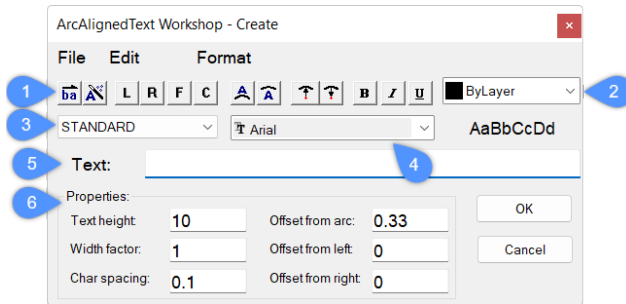 ArcAlignedText Workshop - Create ×
File Edit Format
1 ba A L R F C A A T T B I U ByLayer 2
3 STANDARD T Arial AaBbCcDd
5 Text: 4
6 Properties:
Text height: 10 Offset from arc: 0.33 OK
Width factor: 1 Offset from left: 0 Cancel
Char spacing: 0.1 Offset from right: 0